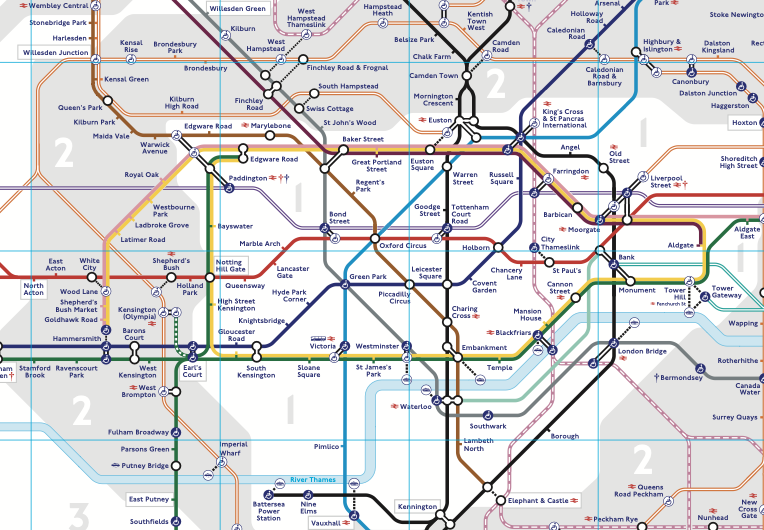 Wembley Central
Stonebridge Park
Harlesden
Willesden Junction
Kensal Green
Queen's Park
Kilburn Park
Maida Vale
Warwick
Avenue
Royal Oak
Westbourne
Park
Ladbroke Grove
Latimer Road
Kensal
Rise
Brondesbury
Park
Brondesbury
Kilburn
High Road
Willesden Green
Kilburn
West
Hampstead
West
Hampstead
Thameslink
Finchley Road & Frognal
South Hampstead
Finchley
Road
Swiss Cottage
St John's Wood
Edgware Road
Marylebone
Edgware Road
Paddington
Bayswater
Hampstead
Heath
Belsize Park
Chalk Farm
Camden Town
Mornington
Crescent
Euston
Kentish
Town
West
Camden
Road
Arsenal
Holloway
Road
Caledonian
Road
Caledonian
Road &
Barnsbury
Highbury &
Islington
Stoke Newington
Dalston
Kingsland
Canonbury
Dalston Junction
Haggerston
Hoxton
Shoreditch
High Street
2
2
1
1
King's Cross
& St Pancras
International
Angel
Old
Street
Baker Street
Great Portland
Street
Euston
Square
Warren
Street
Regent's
Park
Russell
Square
Farringdon
Barbican
Moorgate
Liverpool
Street
Aldgate
Aldgate
East
Goodge
Street
Tottenham
Court
Road
Bond
Street
Oxford Circus
Holborn
Chancery
Lane
City
Thameslink
St Paul's
Bank
Marble Arch
Lancaster
Gate
East
Acton
North
Acton
White
City
Wood Lane
Shepherd's
Bush
Market
Goldhawk Road
Hammersmith
Shepherd's
Bush
Holland
Park
Notting
Hill Gate
Queensway
High Street
Kensington
Kensington
(Olympia)
Barons
Court
Gloucester
Road
Knightsbridge
Hyde Park
Corner
Green Park
Piccadilly
Circus
Leicester
Square
Covent
Garden
Charing
Cross
Cannon
Street
Mansion
House
Blackfriars
Monument
Tower
Hill
Fenchurch St
Tower
Gateway
Wapping
Rotherhithe
Canada
Water
Surrey Quays
Stamford
Brook
Ravenscourt
Park
West
Kensington
Earl's
Court
South
Kensington
Sloane
Square
Victoria
St James's
Park
Westminster
Embankment
Temple
London Bridge
Bermondsey
Waterloo
Southwark
Lambeth
North
Borough
West
Brompton
Fulham Broadway
Parsons Green
Putney Bridge
East Putney
Southfields
Imperial
Wharf
River Thames
Pimlico
Battersea
Power
Station
Nine
Elms
Vauxhall
Kennington
Elephant & Castle
Queens
Road Peckham
Peckham Rye
Nunhead
New
Cross
Gate
2
1
2
3